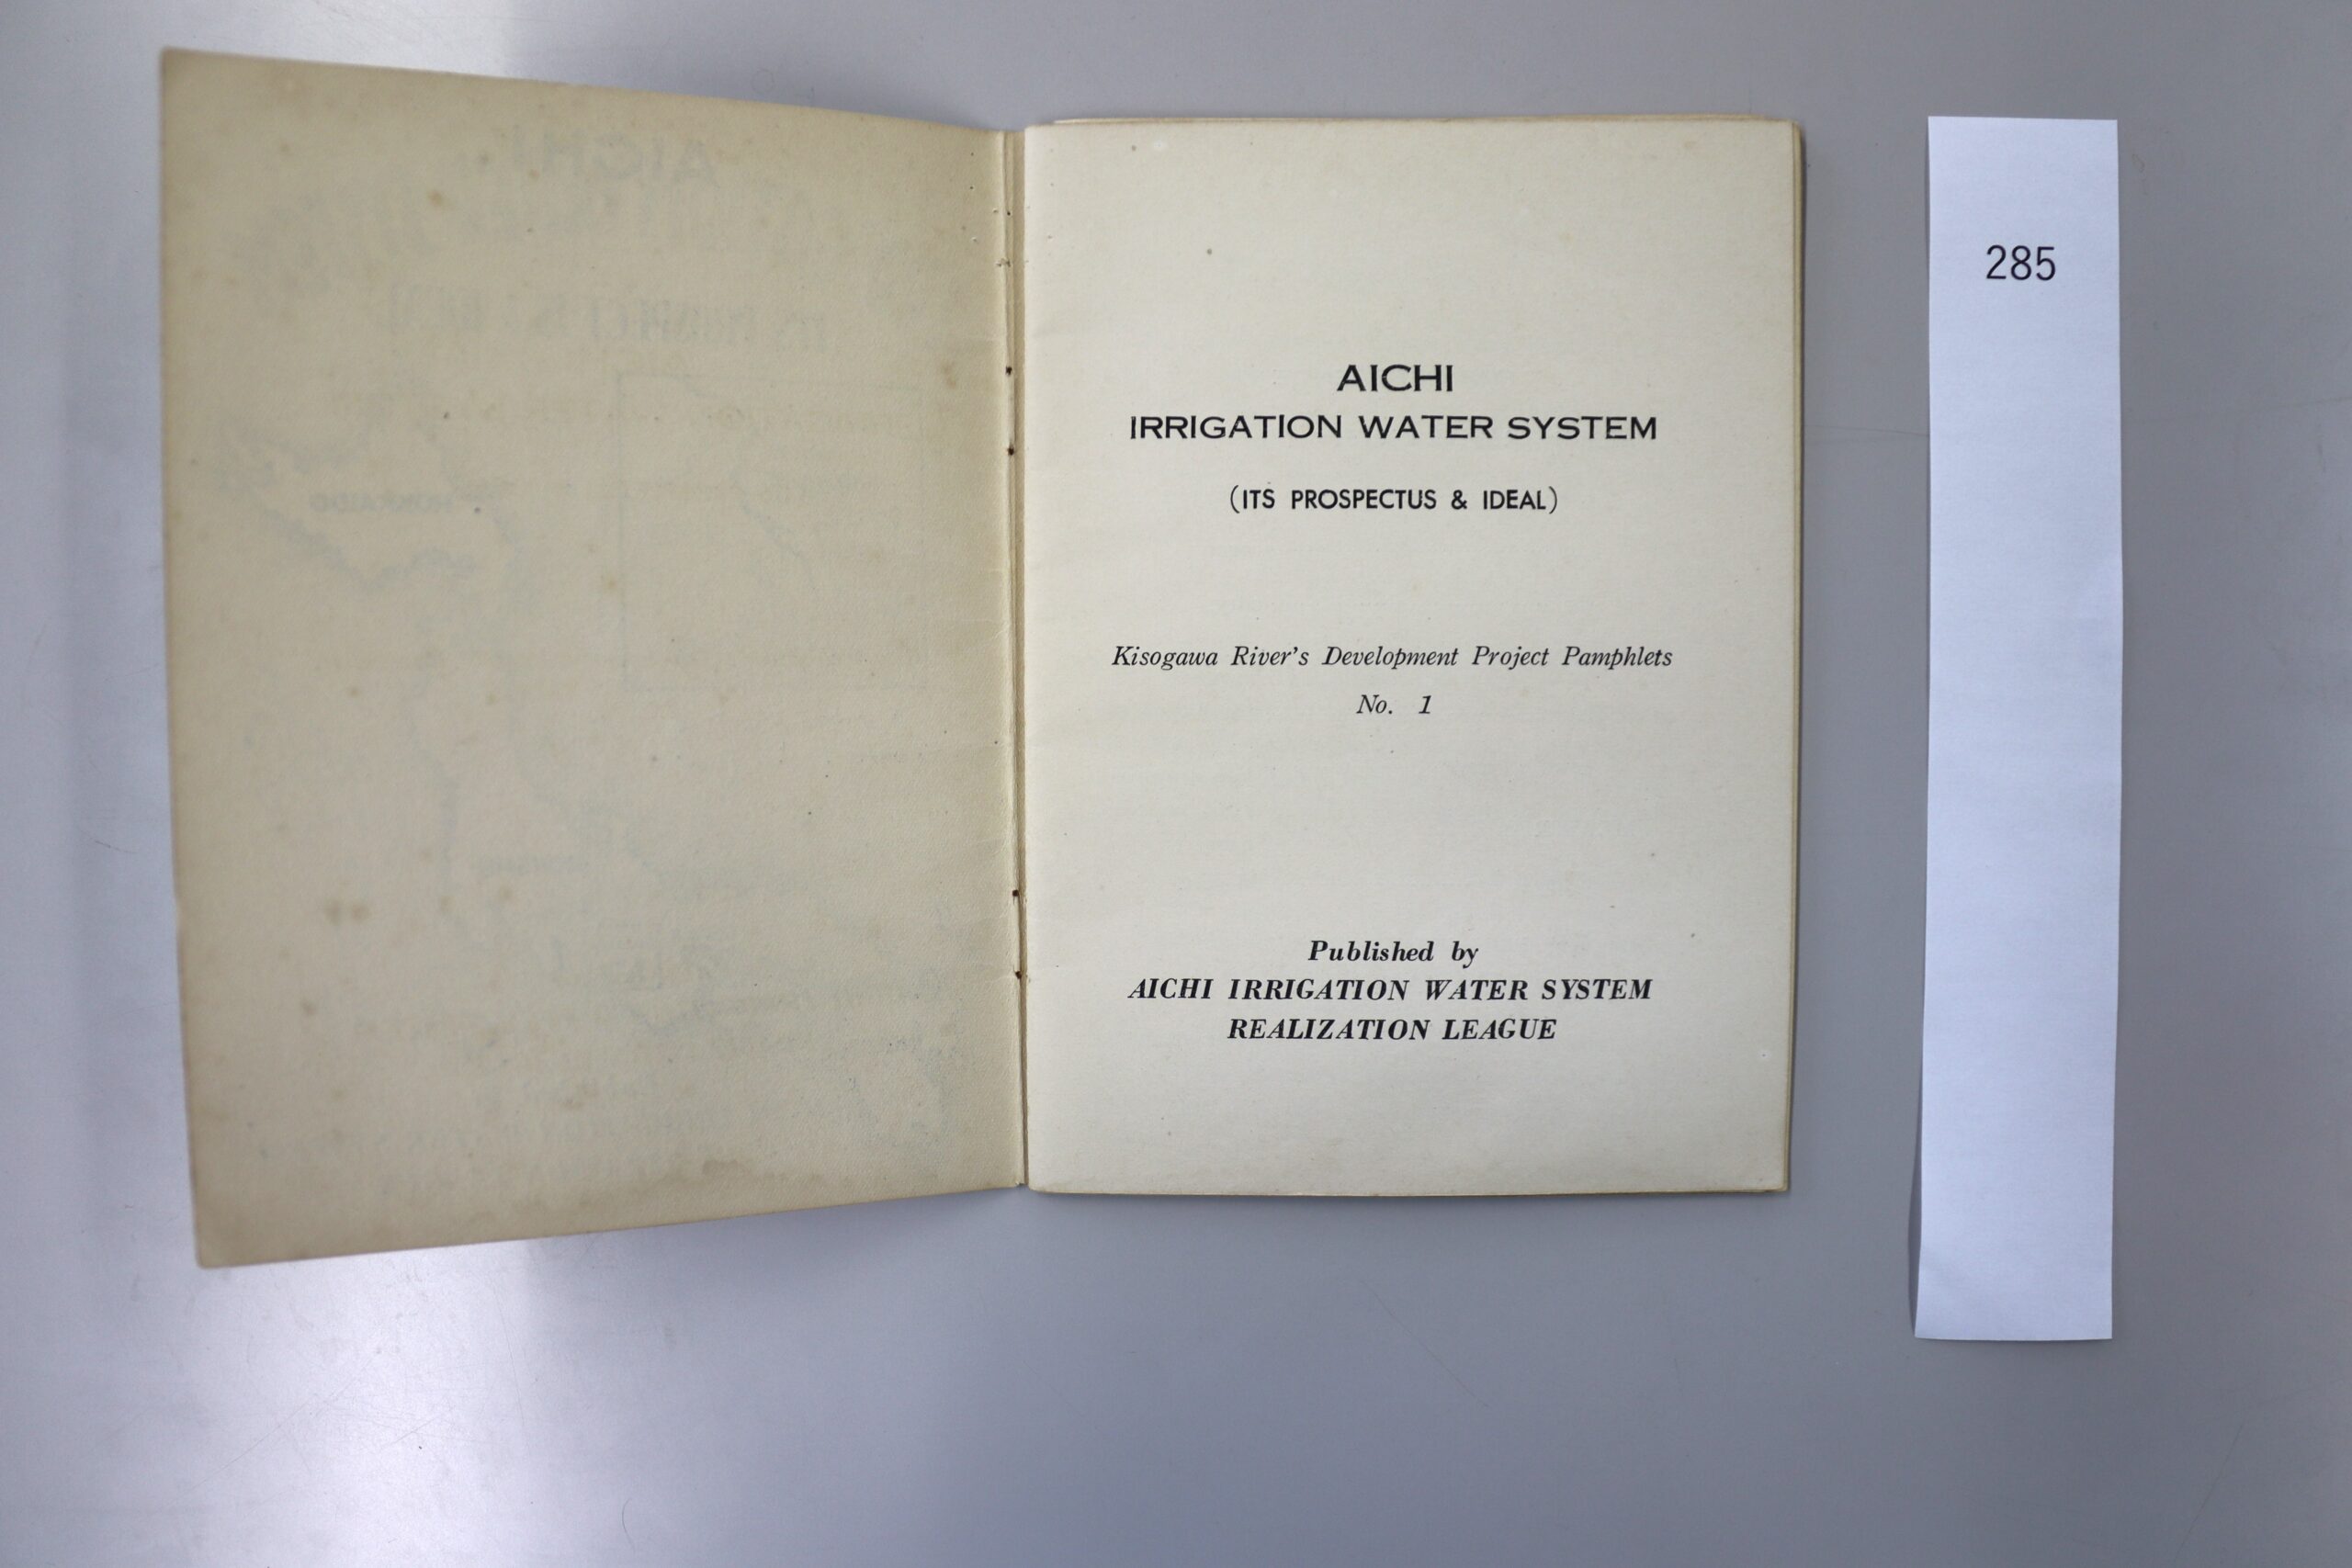 AICHI
IRRIGATION WATER SYSTEM
(ITS PROSPECTUS & IDEAL)
Kisogawa River's Development Project Pamphlets
No. 1
Published by
AICHI IRRIGATION WATER SYSTEM
REALIZATION LEAGUE
285